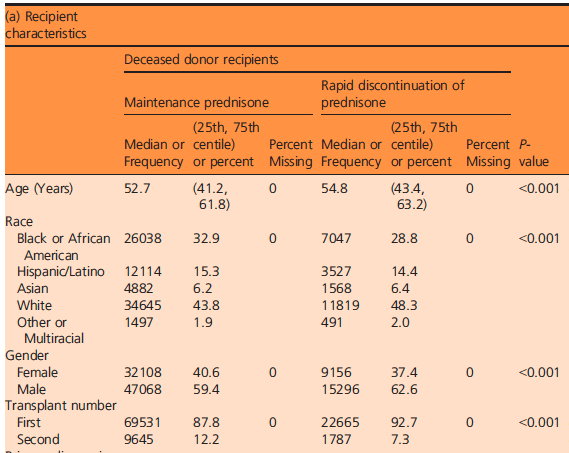 (a) Recipient
characteristics
Deceased donor recipients
Rapid discontinuation of
Maintenance prednisone prednisone
(25th, 75th (25th, 75th
Median or centile) Percent Median or centile) Percent P-
Frequency or percent Missing Frequency or percent Missing value
Age (Years) 52.7 (41.2, 0 54.8 (43.4, 0 <0.001
61.8) 63.2)
Race
Black or African 26038 32.9 0 7047 28.8 0 <0.001
American
Hispanic/Latino 12114 15.3 3527 14.4
Asian 4882 6.2 1568 6.4
White 34645 43.8 11819 48.3
Other or 1497 1.9 491 2.0
Multiracial
Gender
Female 32108 40.6 0 9156 37.4 0 <0.001
Male 47068 59.4 15296 62.6
Transplant number
First 69531 87.8 0 22665 92.7 0 <0.001
Second 9645 12.2 1787 7.3